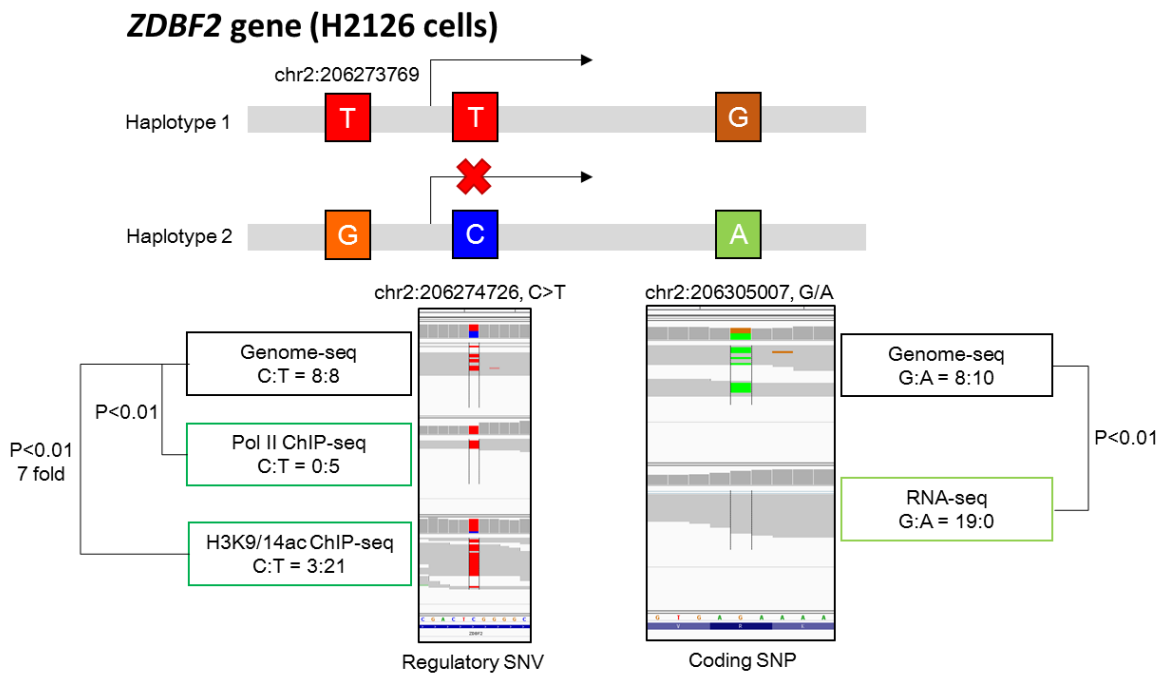 ZDBF2 gene (H2126 cells)
chr2:206273769
Haplotype 1
T
T
G
Haplotype 2
G
C
A
chr2:206274726, C>T
chr2:206305007, G/A
Genome-seq
C:T = 8:8
P<0.01
Pol II ChIP-seq
C:T = 0:5
P<0.01
7 fold
H3K9/14ac ChIP-seq
C:T = 3:21
C G A C T C G G G G C
ZDBF2
Regulatory SNV
Genome-seq
G:A = 8:10
P<0.01
RNA-seq
G:A = 19:0
G T G A G A A A A
V
Coding SNP